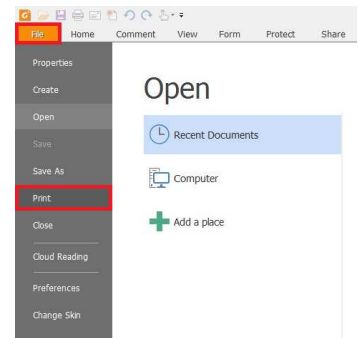 File Home Comment View Form Protect Share
Properties
Create
Open
Save
Save As
Print
Close
Cloud Reading
Preferences
Change Skin
Open
Recent Documents
Computer
Add a place